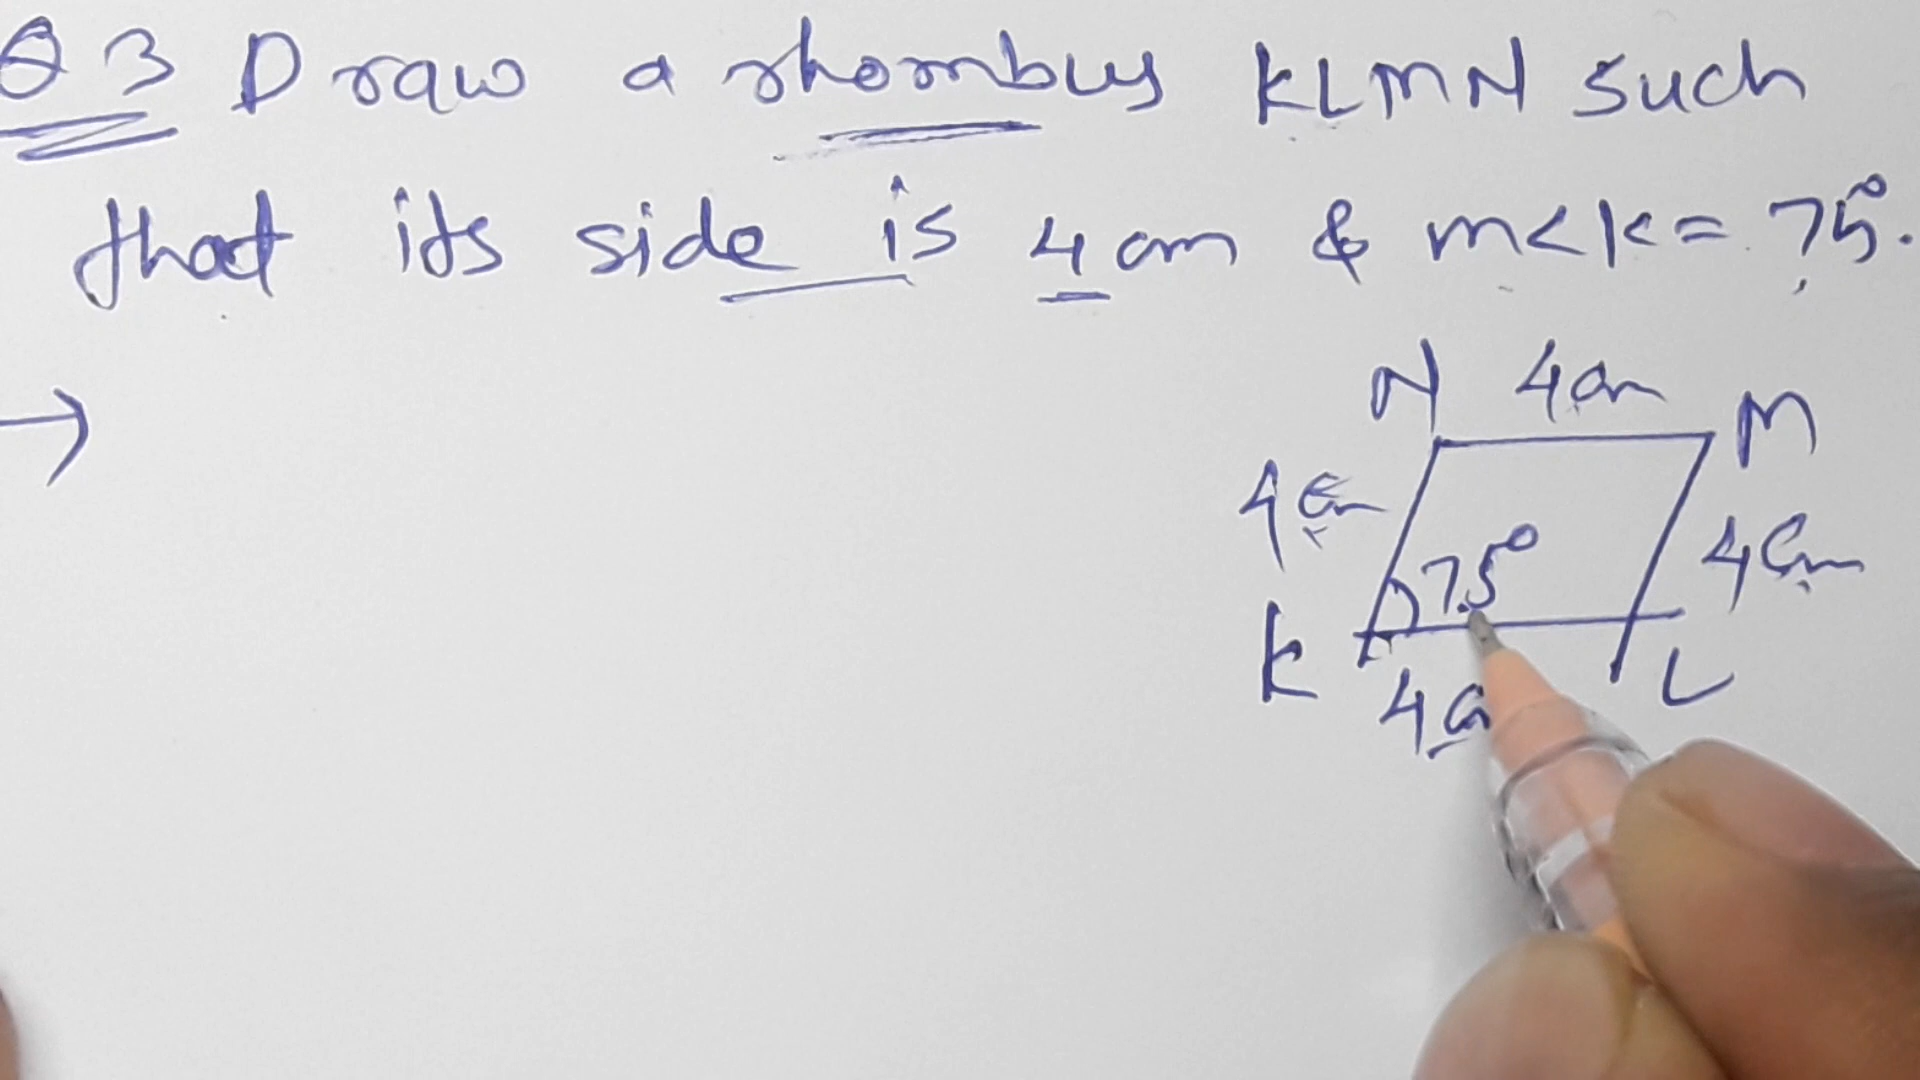 Q 3 Draw a rhombus KLMN such
that its side is 4 cm & m<k = 75°.
→
N 4cm M
4cm
75° 4cm
K L
4cm